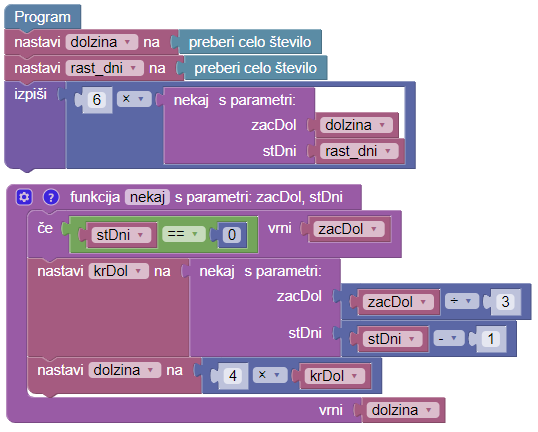 Program
nastavi dolzina na preberi celo število
nastavi rast_dni na preberi celo število
izpiši 6 × nekaj s parametri:
zacDol dolzina
stDni rast_dni
? funkcija nekaj s parametri: zacDol, stDni
če stDni == 0 vrni zacDol
nastavi krDol na nekaj s parametri:
zacDol zacDol ÷ 3
stDni stDni - 1
nastavi dolzina na 4 × krDol
vrni dolzina